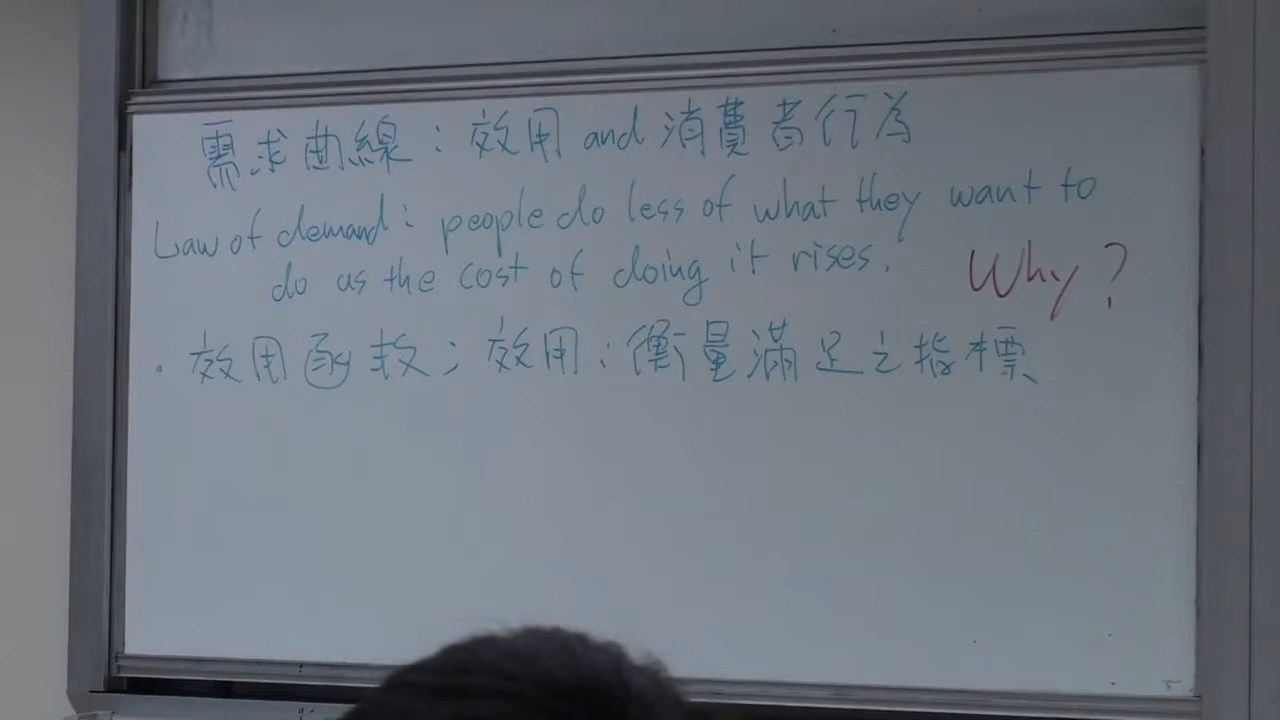 需求曲線：效用 and 消費者行為
Law of demand: people do less of what they want to
do as the cost of doing it rises.
Why?
・效用函数；效用：衡量滿足之指標